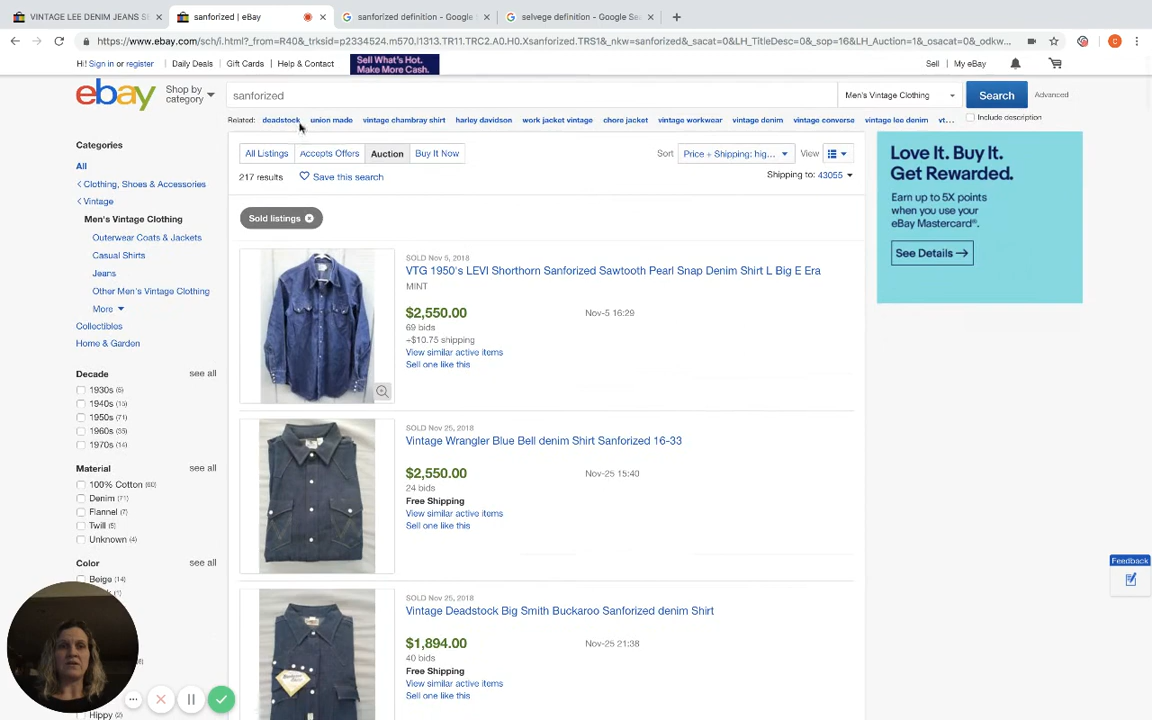 VINTAGE LEE DENIM JEANS SE
sanforized | eBay
sanforized definition - Google
selvege definition - Google Sea
https://www.ebay.com/sch/i.html?_from=R40&_trksid=p2334524.m570.l1313.TR11.TRC2.A0.H0.Xsanforized.TRS1&_nkw=sanforized&_sacat=0&LH_TitleDesc=0&_sop=16&LH_Auction=1&_osacat=0&_odkw...
Hi! Sign in or register
Daily Deals
Gift Cards
Help & Contact
Sell What's Hot.
Make More Cash.
Sell
My eBay
ebay
Shop by
category
sanforized
Men's Vintage Clothing
Search
Advanced
Related: deadstock union made vintage chambray shirt harley davidson work jacket vintage chore jacket vintage workwear vintage denim vintage converse vintage lee denim vt...
Include description
Categories
All
Clothing, Shoes & Accessories
Vintage
Men's Vintage Clothing
Outerwear Coats & Jackets
Casual Shirts
Jeans
Other Men's Vintage Clothing
More
Collectibles
Home & Garden
Decade
see all
1930s (6)
1940s (15)
1950s (71)
1960s (53)
1970s (14)
Material
see all
100% Cotton (80)
Denim (71)
Flannel (7)
Twill (5)
Unknown (4)
Color
see all
Beige (14)
Hippy (2)
All Listings
Accepts Offers
Auction
Buy It Now
Sort
Price + Shipping: hig...
View
217 results
Save this search
Shipping to: 43055
Sold listings
SOLD Nov 5, 2018
VTG 1950's LEVI Shorthorn Sanforized Sawtooth Pearl Snap Denim Shirt L Big E Era
MINT
$2,550.00
Nov-5 16:29
69 bids
+$10.75 shipping
View similar active items
Sell one like this
SOLD Nov 25, 2018
Vintage Wrangler Blue Bell denim Shirt Sanforized 16-33
$2,550.00
Nov-25 15:40
24 bids
Free Shipping
View similar active items
Sell one like this
SOLD Nov 25, 2018
Vintage Deadstock Big Smith Buckaroo Sanforized denim Shirt
$1,894.00
Nov-25 21:38
40 bids
Free Shipping
View similar active items
Sell one like this
Love It. Buy It.
Get Rewarded.
Earn up to 5X points
when you use your
eBay Mastercard®.
See Details
Feedback